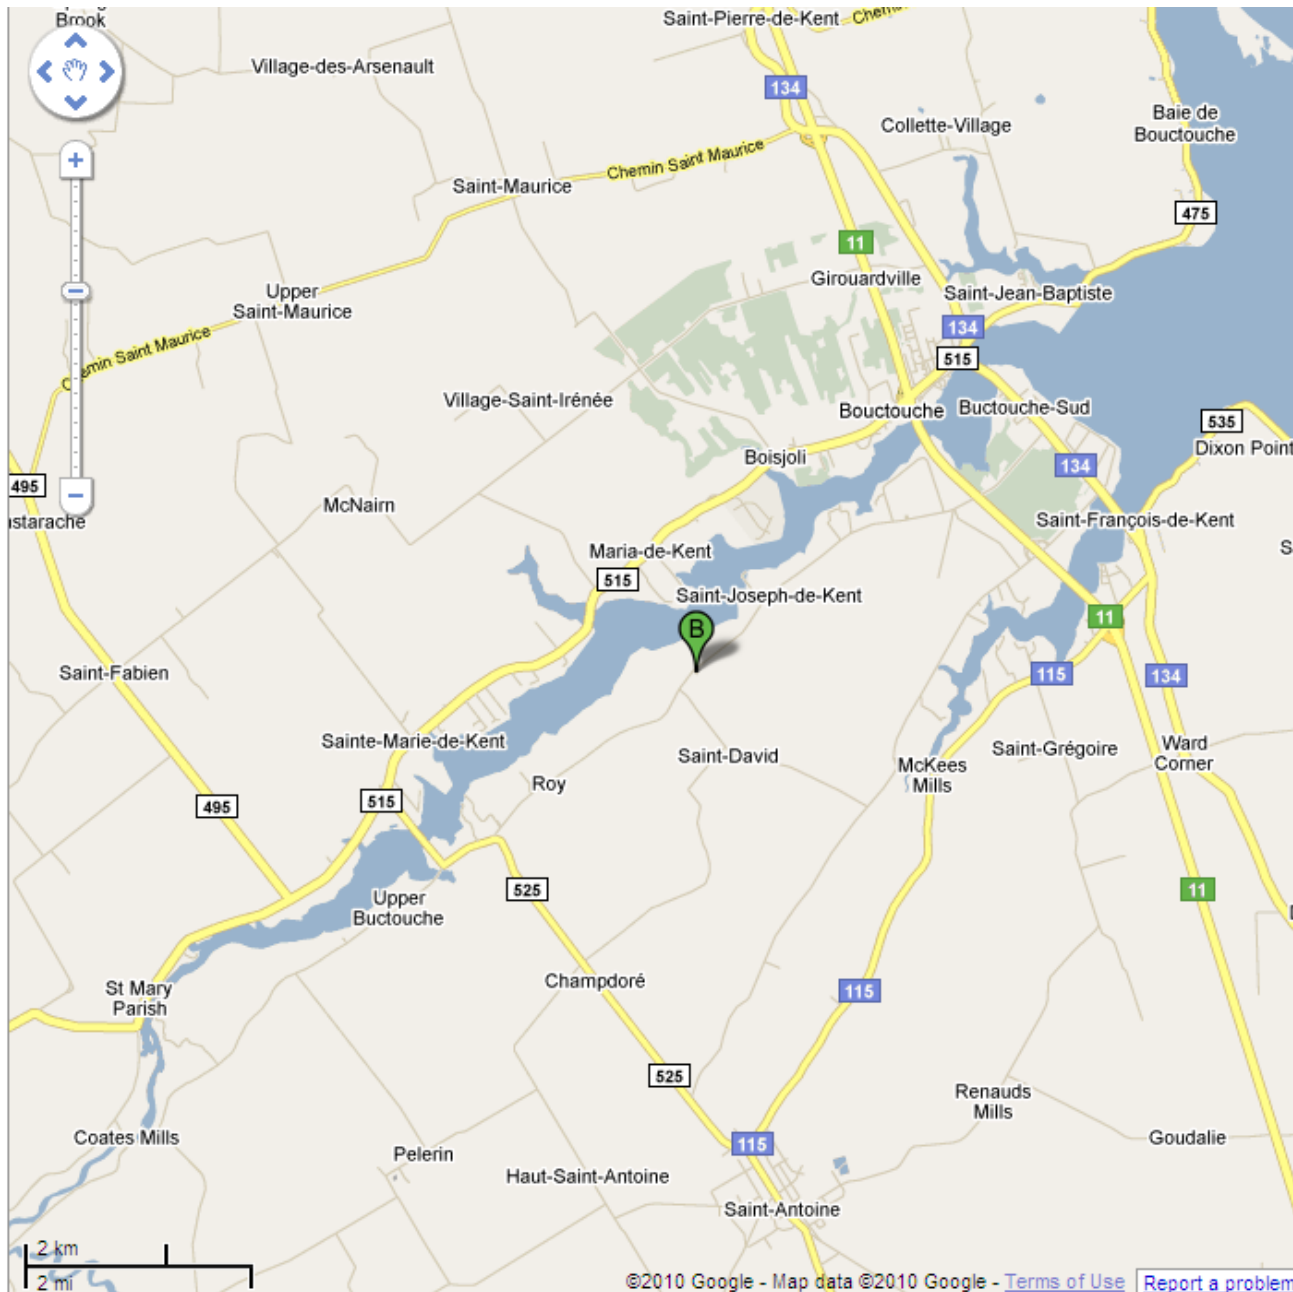 Brook
Saint-Pierre-de-Kent
Chem
Village-des-Arsenault
134
Collette-Village
Baie de
Bouctouche
Chemin Saint Maurice
Saint-Maurice
475
11
Girouardville
Saint-Jean-Baptiste
Upper
Saint-Maurice
134
Chemin Saint Maurice
515
Village-Saint-Irénée
Bouctouche
Buctouche-Sud
535
Dixon Point
Boisjoli
134
495
McNairn
Saint-François-de-Kent
starache
S
Maria-de-Kent
515
Saint-Joseph-de-Kent
11
B
Saint-Fabien
115
134
Sainte-Marie-de-Kent
Saint-David
Saint-Grégoire
Ward
Corner
McKees
Mills
Roy
495
515
525
11
Upper
Buctouche
Champdoré
115
St Mary
Parish
525
Renauds
Mills
Coates Mills
115
Goudalie
Pelerin
Haut-Saint-Antoine
Saint-Antoine
2 km
2 mi
©2010 Google - Map data ©2010 Google - Terms of Use
Report a problem